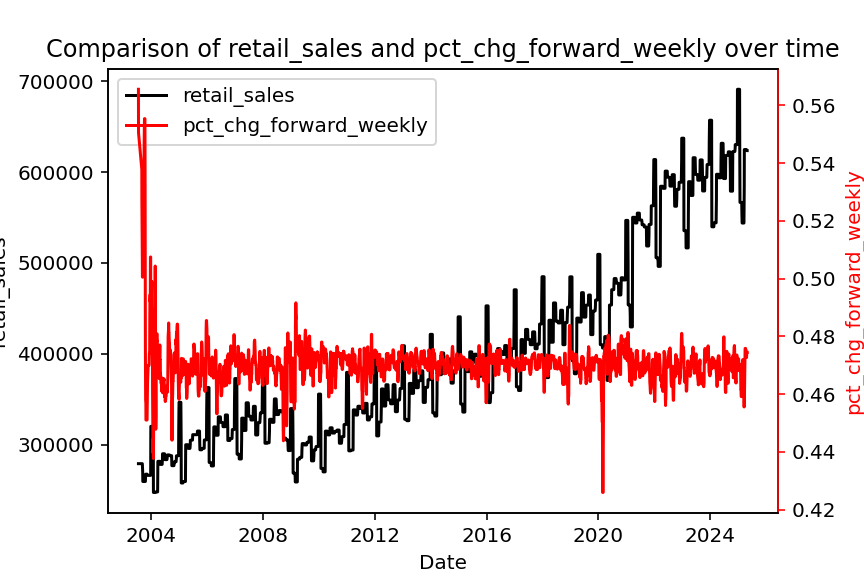 Comparison of retail_sales and pct_chg_forward_weekly over time
retail_sales
pct_chg_forward_weekly
700000
600000
500000
400000
300000
retail_sales
0.56
0.54
0.52
0.50
0.48
0.46
0.44
0.42
pct_chg_forward_weekly
2004 2008 2012 2016 2020 2024
Date